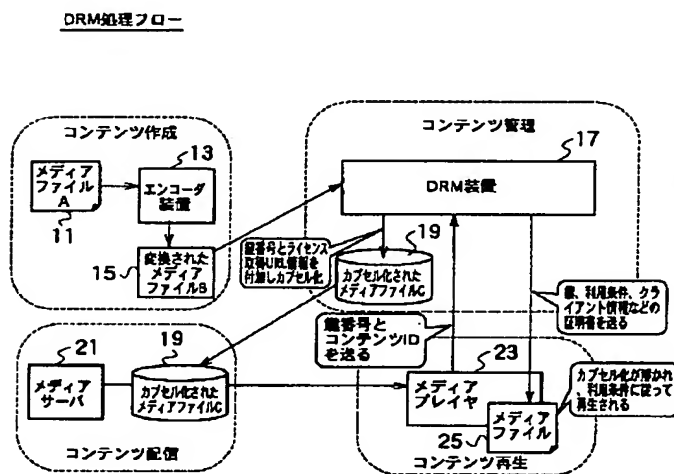 DRM処理フロー
コンテンツ作成
13
メディア
ファイル
A
11
エンコーダ
装置
15
変換された
メディア
ファイルB
コンテンツ管理
17
DRM装置
鍵番号とライセンス
取得URL情報を
付加しカプセル化
19
カプセル化された
メディアファイルC
鍵、利用条件、クラ
イアント情報などの
証明書を送る
鍵番号と
コンテンツIDを送る
21
メディア
サーバ
19
カプセル化された
メディアファイルC
コンテンツ配信
23
メディア
プレイヤ
メディア
ファイル
25
カプセル化が解かれ
、利用条件に従って
再生される
コンテンツ再生